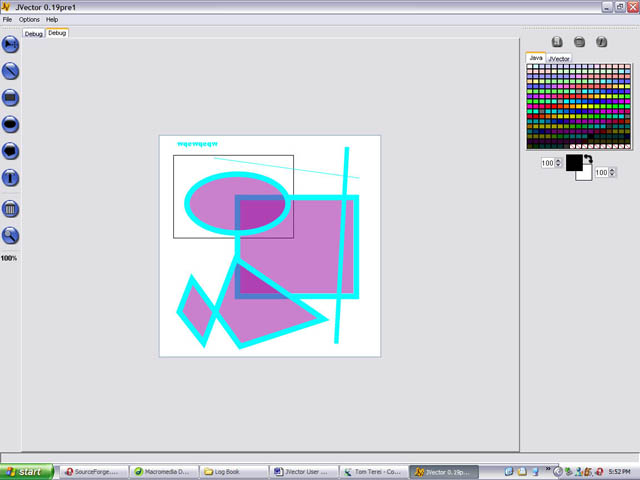 JVector 0.19pre1
File Options Help
Debug Debug
Java JVector
100 100
100%
wqewqeqw
start SourceForge.... Macromedia D... Log Book JVector User ... Tom Terei - Co... JVector 0.19p... » 5:52 PM